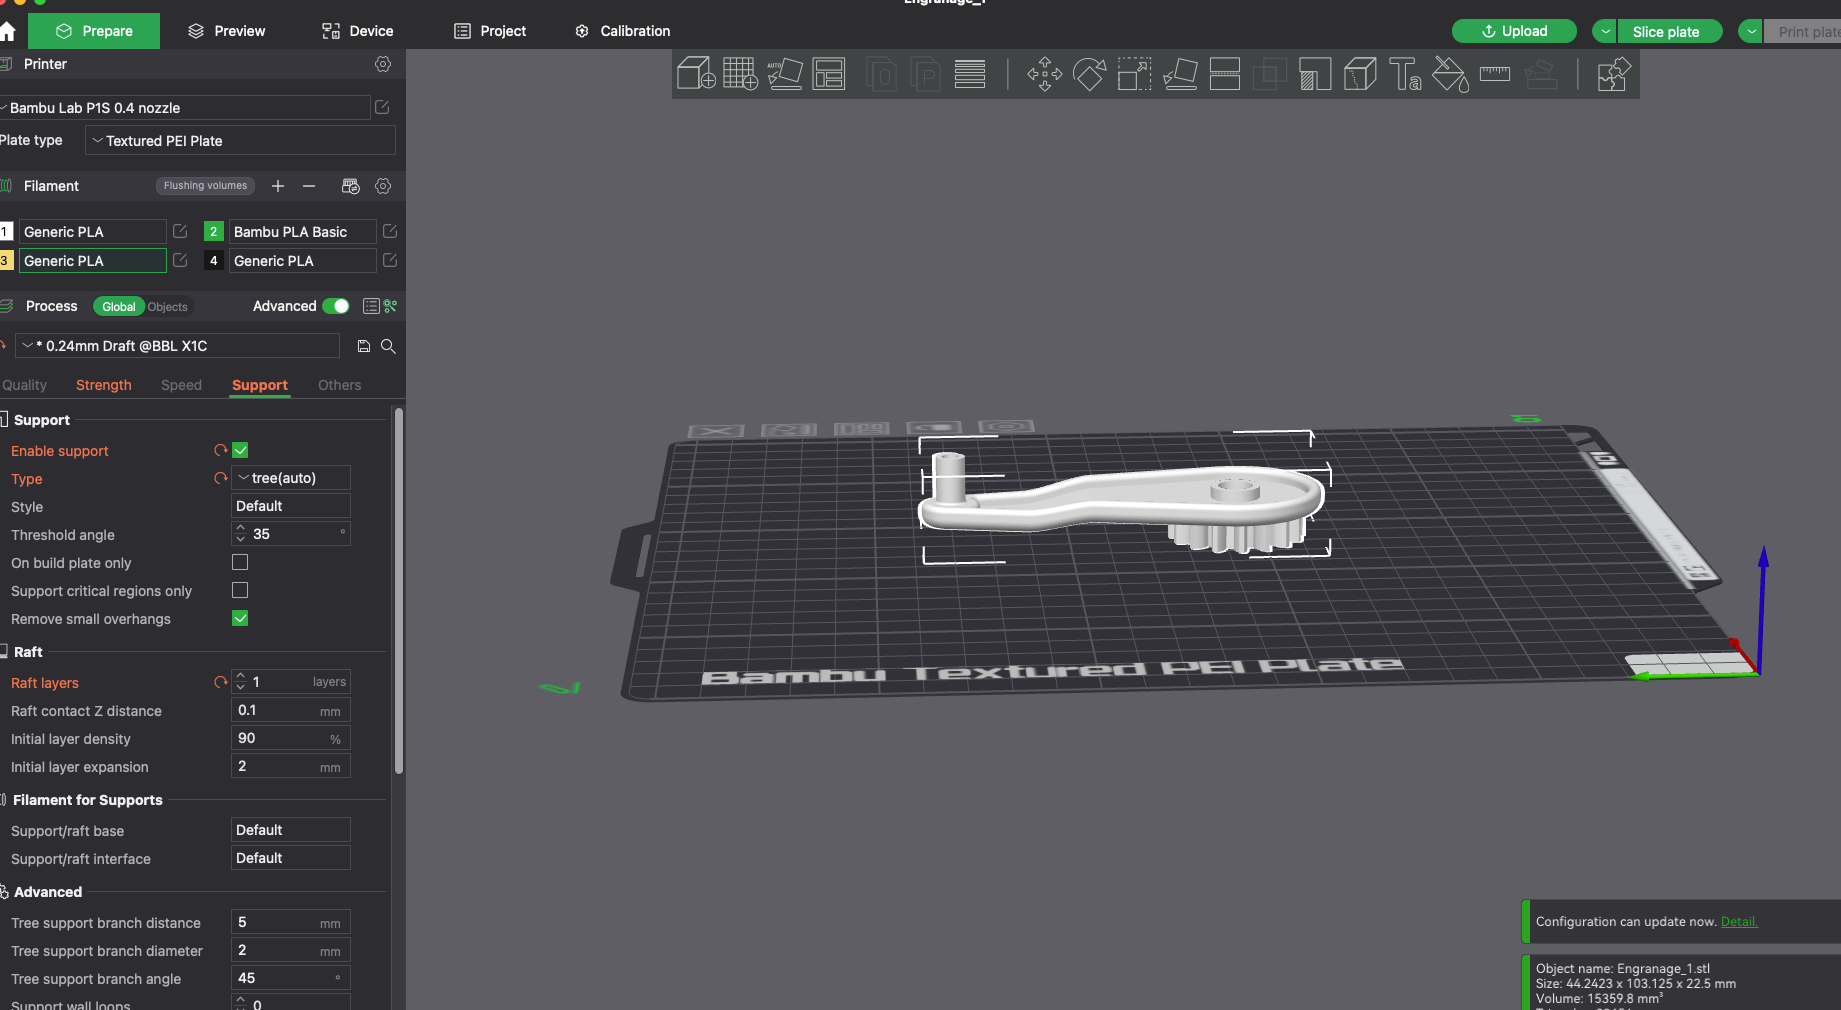 Engranage_1
Prepare
Preview
Device
Project
Calibration
Upload
Slice plate
Print plate
Printer
Bambu Lab P1S 0.4 nozzle
Plate type
Textured PEI Plate
Filament
Flushing volumes
1 Generic PLA
2 Bambu PLA Basic
3 Generic PLA
4 Generic PLA
Process
Global
Objects
Advanced
* 0.24mm Draft @BBL X1C
Quality
Strength
Speed
Support
Others
Support
Enable support
Type tree(auto)
Style Default
Threshold angle 35 °
On build plate only
Support critical regions only
Remove small overhangs
Raft
Raft layers 1 layers
Raft contact Z distance 0.1 mm
Initial layer density 90 %
Initial layer expansion 2 mm
Filament for Supports
Support/raft base Default
Support/raft interface Default
Advanced
Tree support branch distance 5 mm
Tree support branch diameter 2 mm
Tree support branch angle 45 °
Support wall loops 0
AUTO
Ta
Bambu Textured PEI Plate
Configuration can update now. Detail.
Object name: Engranage_1.stl
Size: 44.2423 x 103.125 x 22.5 mm
Volume: 15359.8 mm³